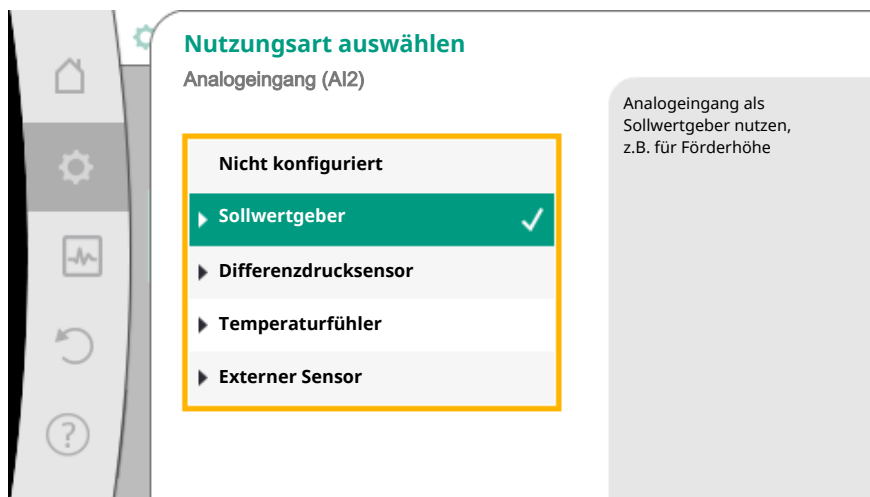 Nutzungsart auswählen
Analogeingang (AI2)
Nicht konfiguriert
Sollwertgeber
Differenzdrucksensor
Temperaturfühler
Externer Sensor
Analogeingang als
Sollwertgeber nutzen,
z.B. für Förderhöhe
?